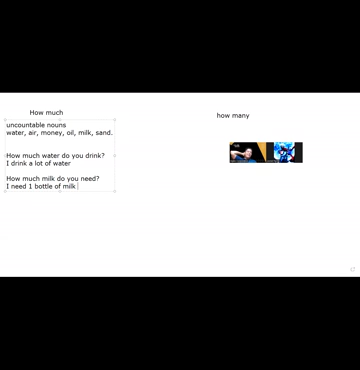 How much
uncountable nouns
water, air, money, oil, milk, sand.
How much water do you drink?
I drink a lot of water
How much milk do you need?
I need 1 bottle of milk
how many